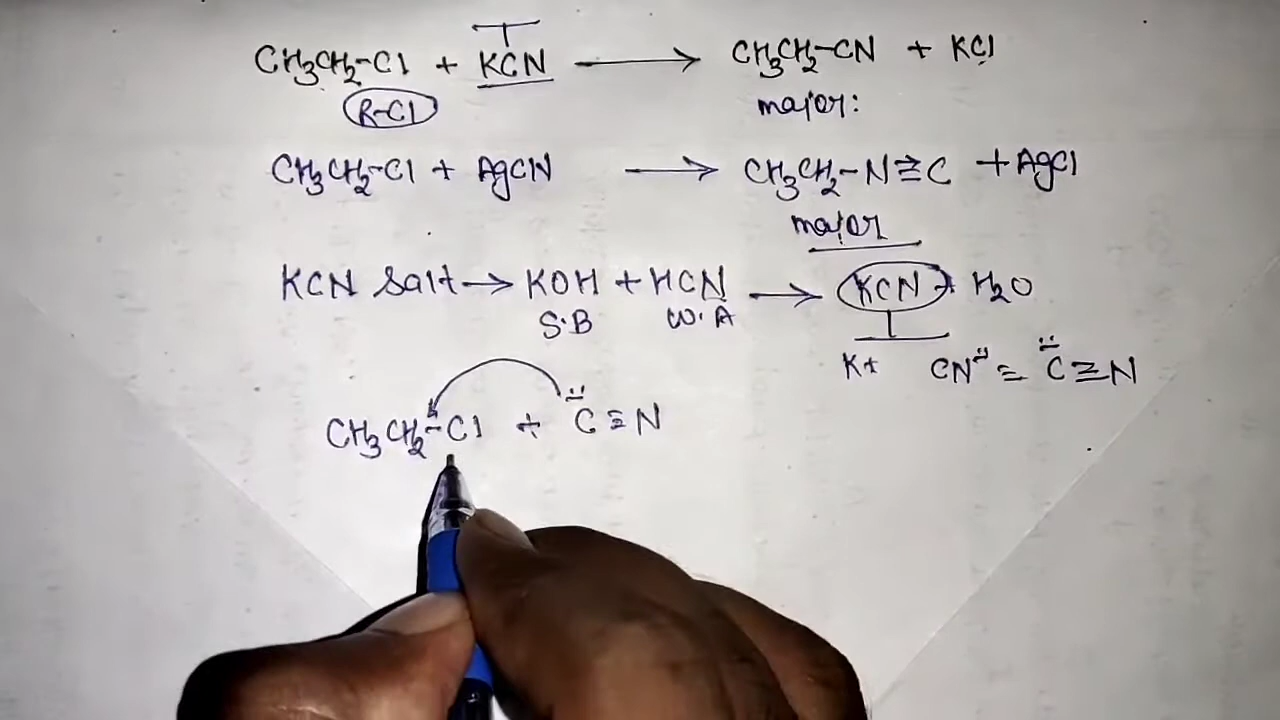 CH3CH2-Cl + KCN → CH3CH2-CN + KCl
R-Cl major:
CH3CH2-Cl + AgCN → CH3CH2-N≡C + AgCl
major
KCN Salt → KOH + HCN → KCN + H2O
S.B W.A
K+ CN¨ = C̈≡N
CH3CH2-Cl + C̈≡N